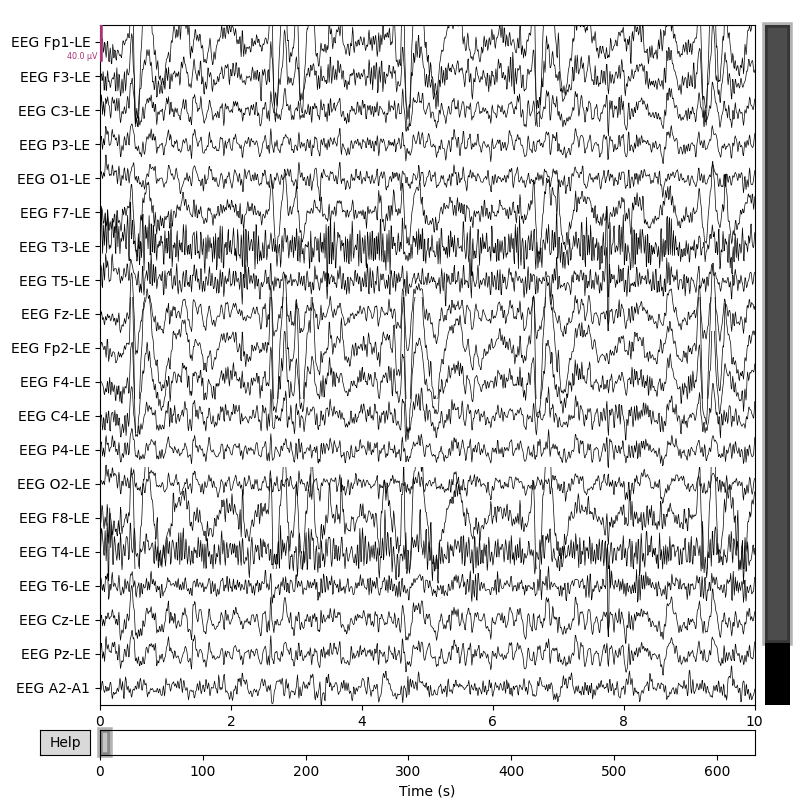 EEG Fp1-LE
40.0 µV
EEG F3-LE
EEG C3-LE
EEG P3-LE
EEG O1-LE
EEG F7-LE
EEG T3-LE
EEG T5-LE
EEG Fz-LE
EEG Fp2-LE
EEG F4-LE
EEG C4-LE
EEG P4-LE
EEG O2-LE
EEG F8-LE
EEG T4-LE
EEG T6-LE
EEG Cz-LE
EEG Pz-LE
EEG A2-A1
0 2 4 6 8 10
Help
0 100 200 300 400 500 600
Time (s)